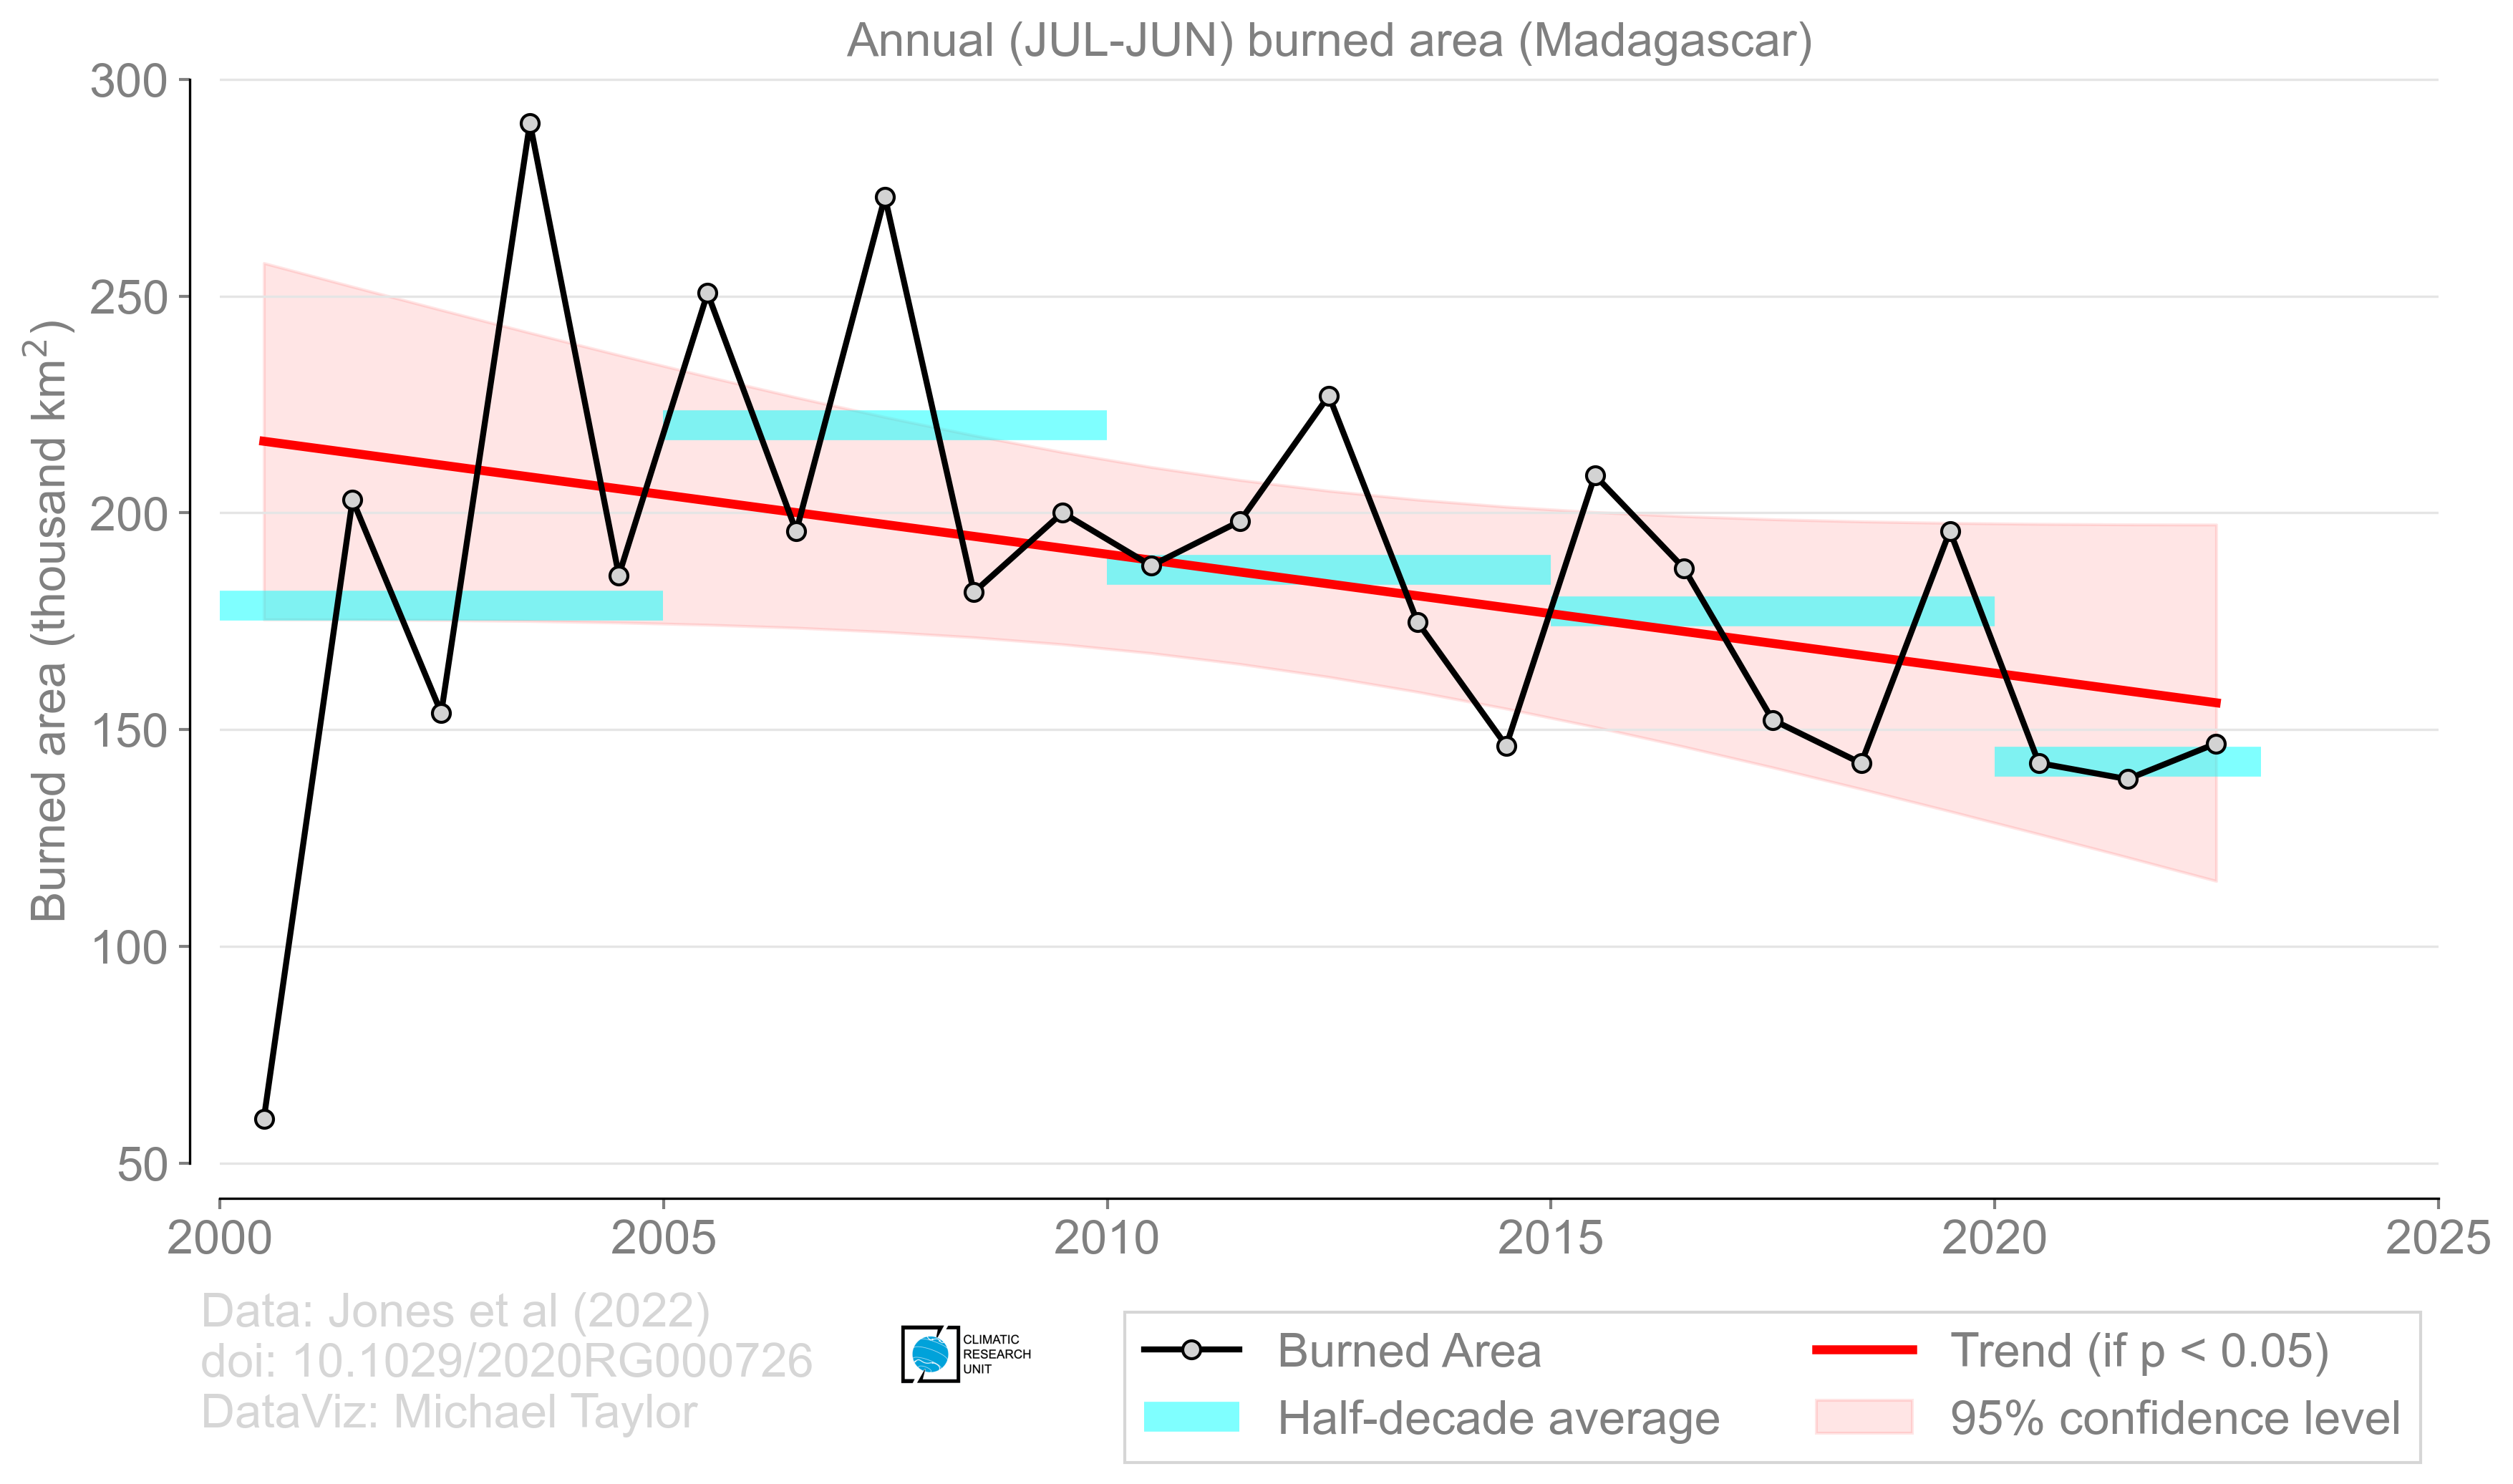 Annual (JUL-JUN) burned area (Madagascar)
Burned area (thousand km²)
300
250
200
150
100
50
2000 2005 2010 2015 2020 2025
Data: Jones et al (2022)
doi: 10.1029/2020RG000726
DataViz: Michael Taylor
CLIMATIC
RESEARCH
UNIT
Burned Area
Half-decade average
Trend (if p < 0.05)
95% confidence level